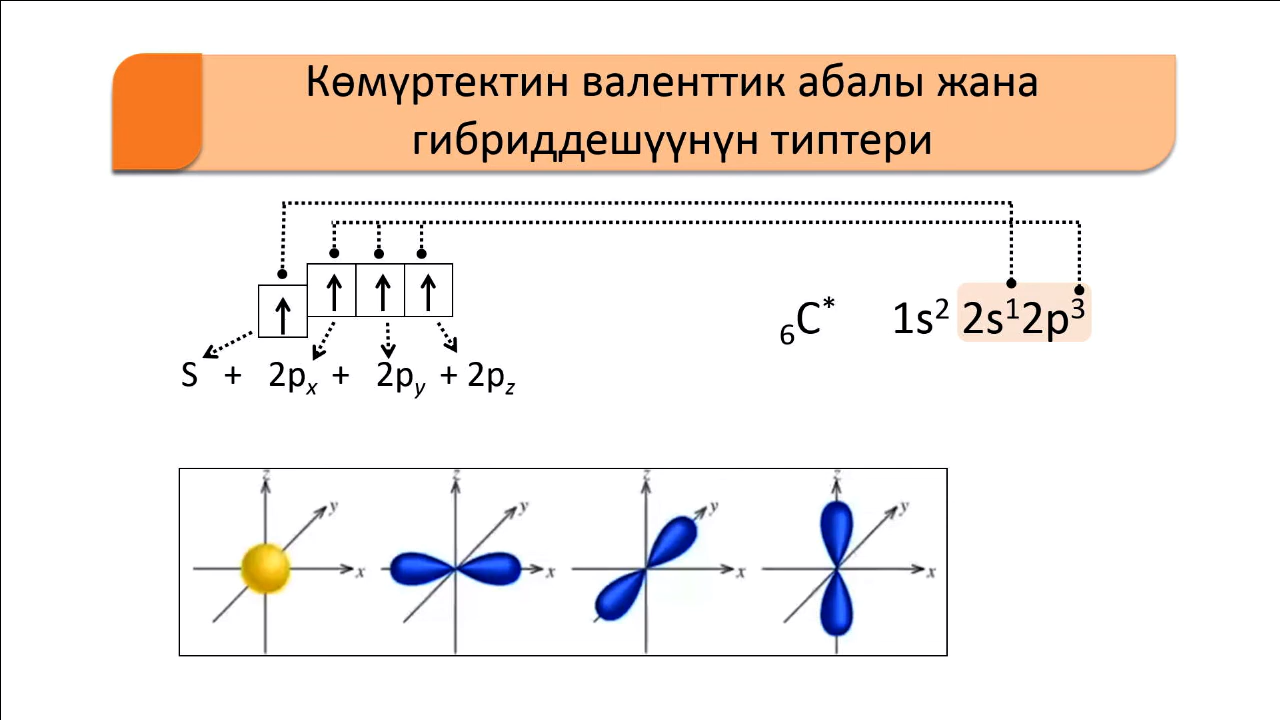 Көмүртектин валенттик абалы жана
гибриддешүүнүн типтери
₆C* 1s² 2s¹2p³
S + 2pₓ + 2p_y + 2p_z
z y x z y x z y x z y x